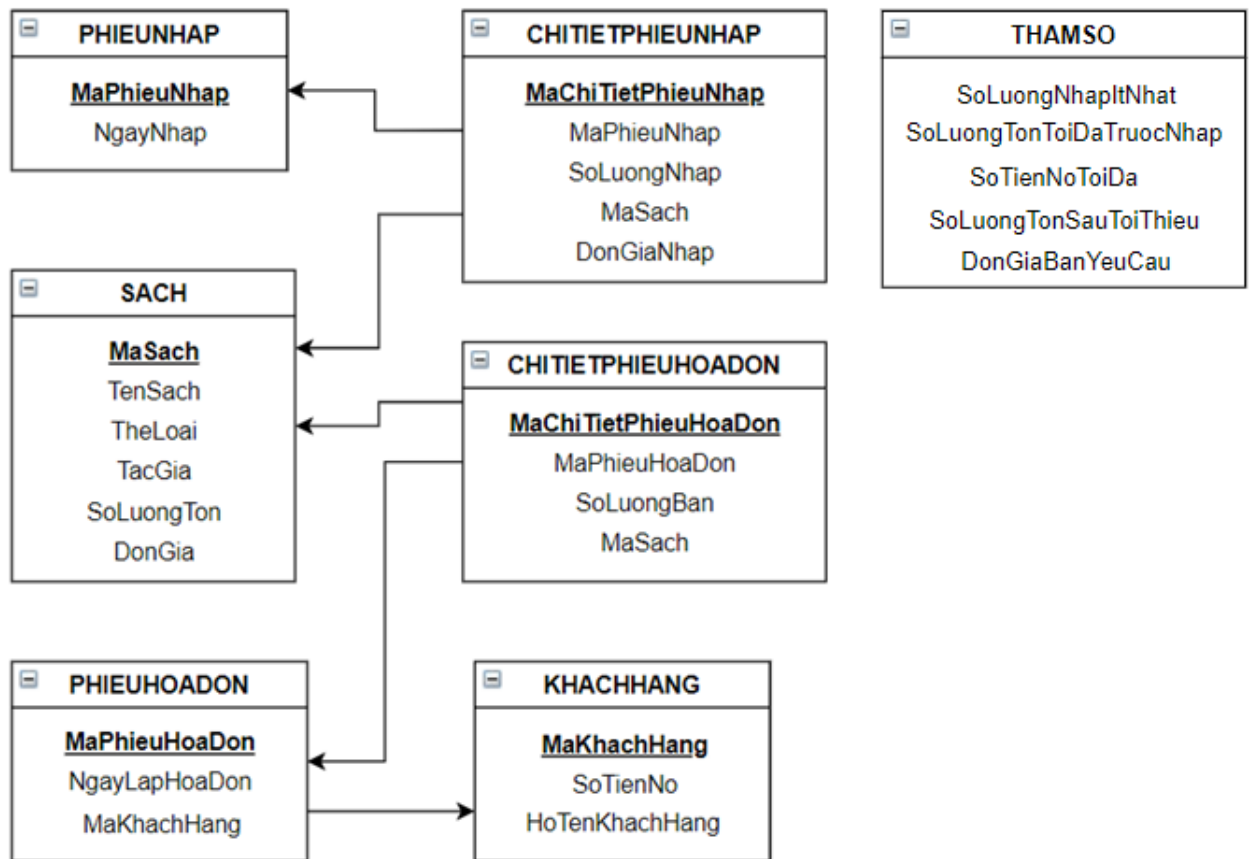 PHIEUNHAP
MaPhieuNhap
NgayNhap
CHITIETPHIEUNHAP
MaChiTietPhieuNhap
MaPhieuNhap
SoLuongNhap
MaSach
DonGiaNhap
THAMSO
SoLuongNhapItNhat
SoLuongTonToiDaTruocNhap
SoTienNoToiDa
SoLuongTonSauToiThieu
DonGiaBanYeuCau
SACH
MaSach
TenSach
TheLoai
TacGia
SoLuongTon
DonGia
CHITIETPHIEUHOADON
MaChiTietPhieuHoaDon
MaPhieuHoaDon
SoLuongBan
MaSach
PHIEUHOADON
MaPhieuHoaDon
NgayLapHoaDon
MaKhachHang
KHACHHANG
MaKhachHang
SoTienNo
HoTenKhachHang